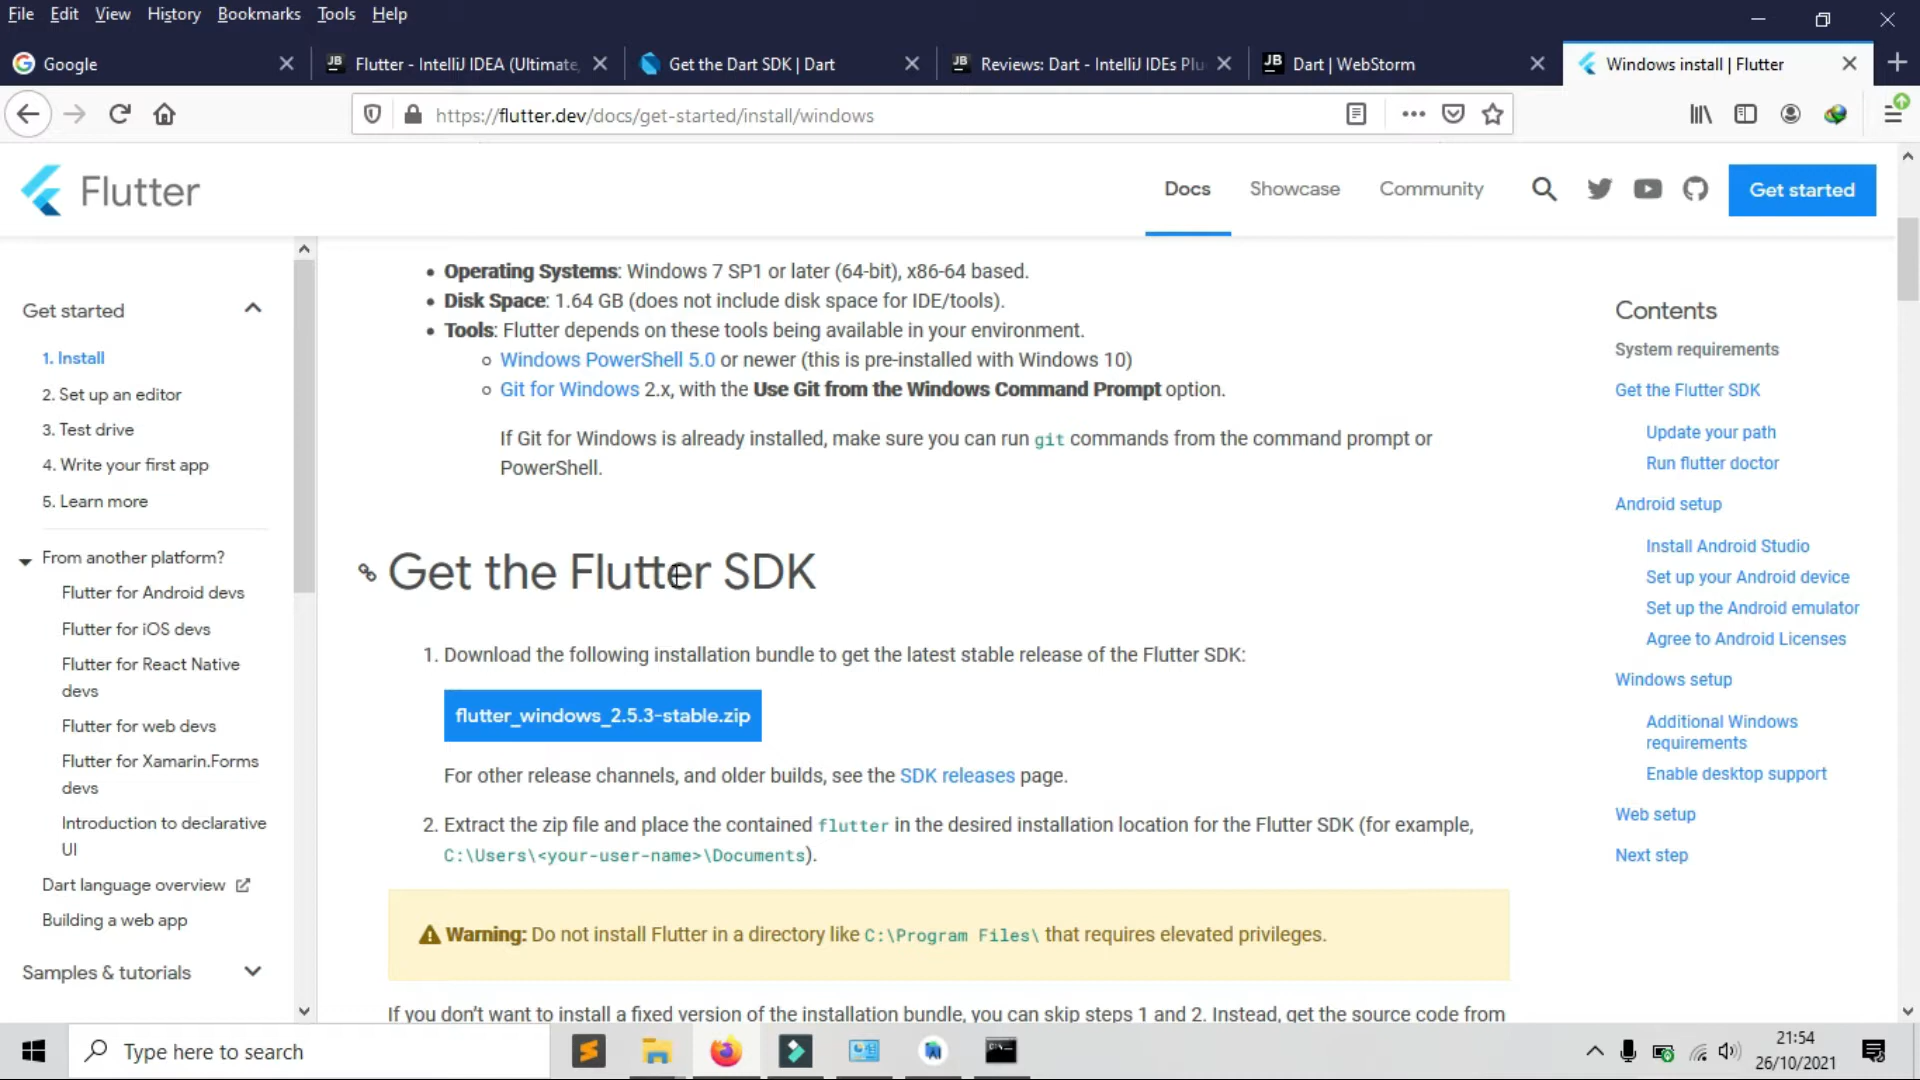 File Edit View History Bookmarks Tools Help
Google
JB Flutter - IntelliJ IDEA (Ultimate,
Get the Dart SDK | Dart
JB Reviews: Dart - IntelliJ IDEs Plu
JB Dart | WebStorm
Windows install | Flutter
https://flutter.dev/docs/get-started/install/windows
Flutter
Docs Showcase Community Get started
Get started
1. Install
2. Set up an editor
3. Test drive
4. Write your first app
5. Learn more
From another platform?
Flutter for Android devs
Flutter for iOS devs
Flutter for React Native
devs
Flutter for web devs
Flutter for Xamarin.Forms
devs
Introduction to declarative
UI
Dart language overview
Building a web app
Samples & tutorials
• Operating Systems: Windows 7 SP1 or later (64-bit), x86-64 based.
• Disk Space: 1.64 GB (does not include disk space for IDE/tools).
• Tools: Flutter depends on these tools being available in your environment.
Windows PowerShell 5.0 or newer (this is pre-installed with Windows 10)
Git for Windows 2.x, with the Use Git from the Windows Command Prompt option.
If Git for Windows is already installed, make sure you can run git commands from the command prompt or
PowerShell.
Get the Flutter SDK
1. Download the following installation bundle to get the latest stable release of the Flutter SDK:
flutter_windows_2.5.3-stable.zip
For other release channels, and older builds, see the SDK releases page.
2. Extract the zip file and place the contained flutter in the desired installation location for the Flutter SDK (for example,
C:\Users\<your-user-name>\Documents).
Warning: Do not install Flutter in a directory like C:\Program Files\ that requires elevated privileges.
If you don't want to install a fixed version of the installation bundle, you can skip steps 1 and 2. Instead, get the source code from
Contents
System requirements
Get the Flutter SDK
Update your path
Run flutter doctor
Android setup
Install Android Studio
Set up your Android device
Set up the Android emulator
Agree to Android Licenses
Windows setup
Additional Windows
requirements
Enable desktop support
Web setup
Next step
Type here to search
21:54
26/10/2021